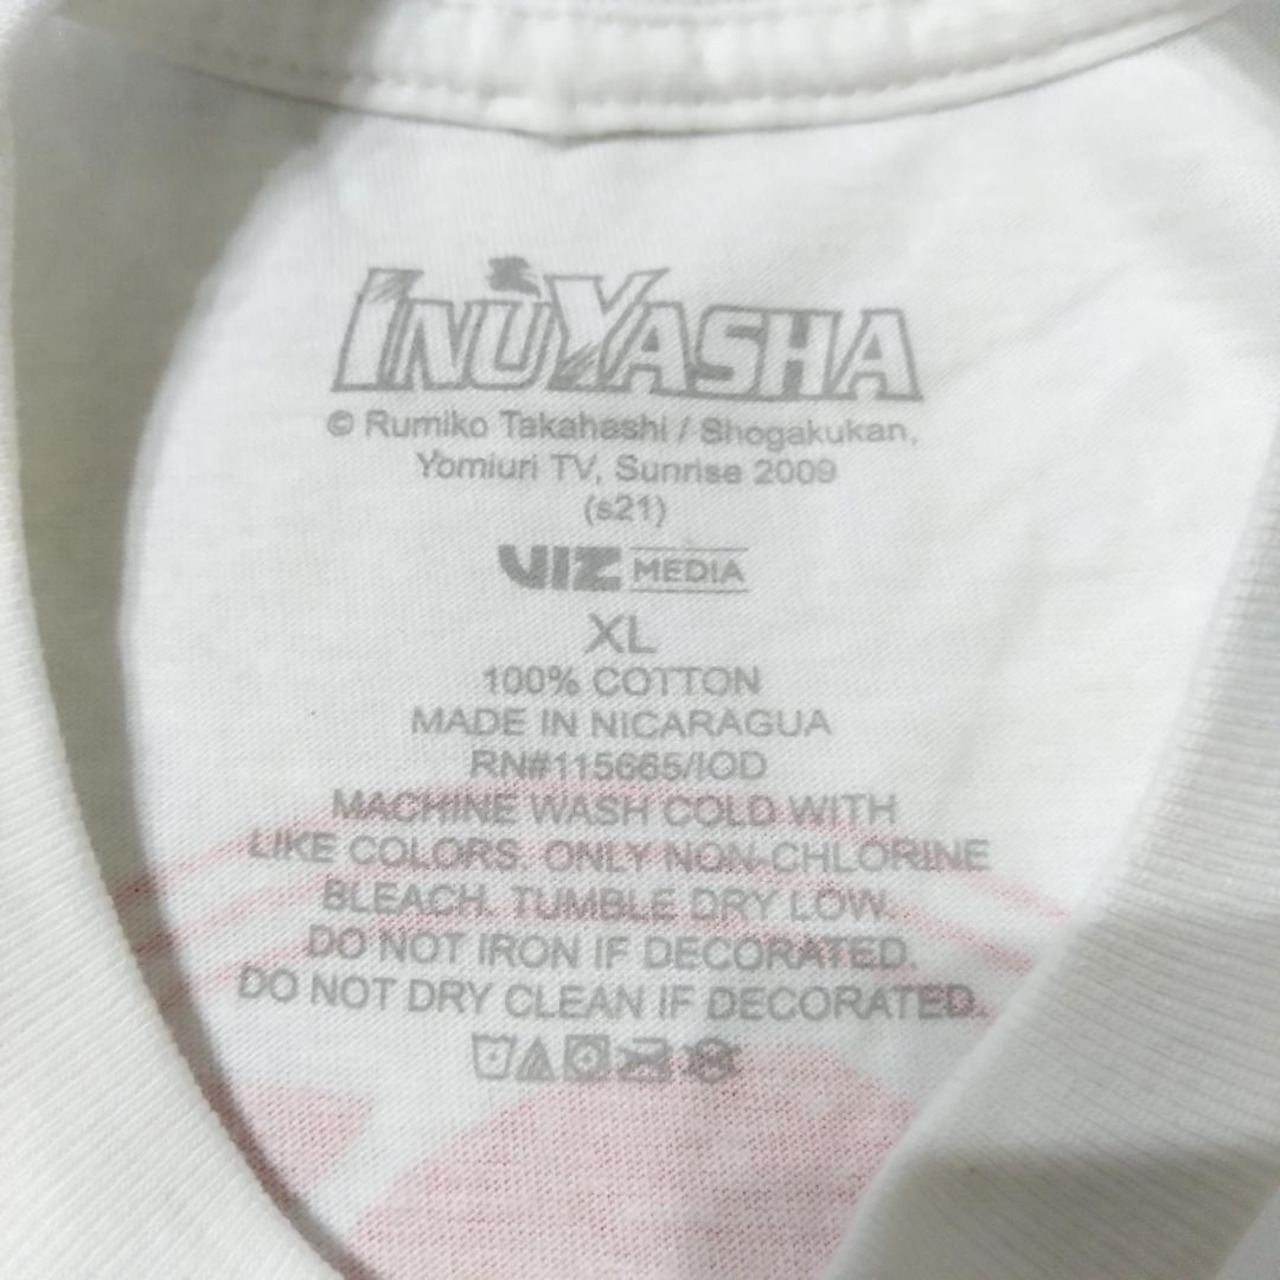 INUYASHA
© Rumiko Takahashi / Shogakukan,
Yomiuri TV, Sunrise 2009
(s21)
VIZ MEDIA
XL
100% COTTON
MADE IN NICARAGUA
RN#115665/IOD
MACHINE WASH COLD WITH
LIKE COLORS. ONLY NON-CHLORINE
BLEACH. TUMBLE DRY LOW.
DO NOT IRON IF DECORATED.
DO NOT DRY CLEAN IF DECORATED.